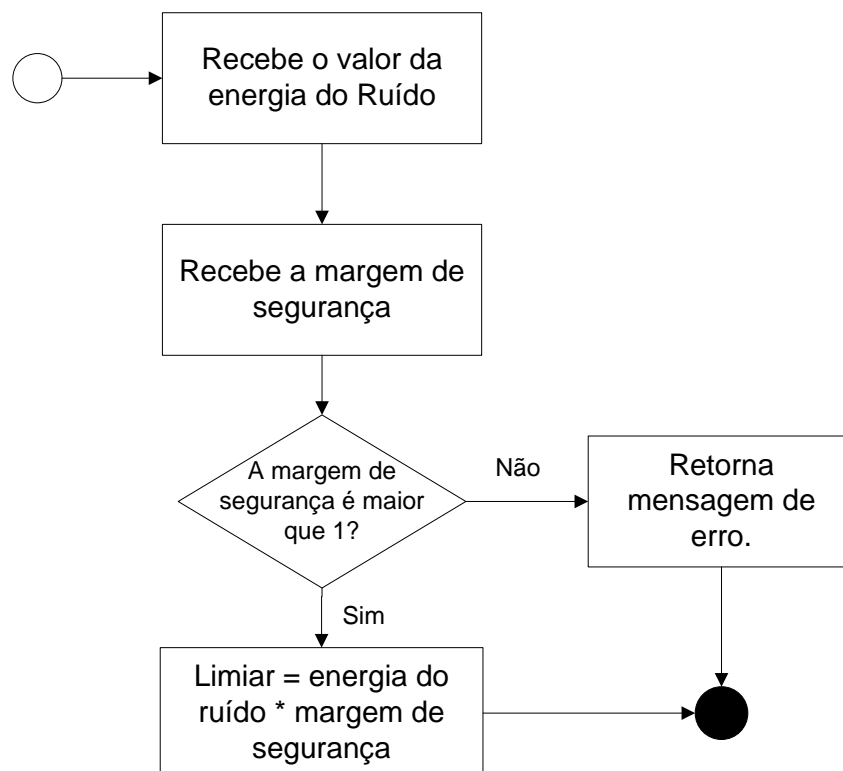 Recebe o valor da
energia do Ruído
Recebe a margem de
segurança
A margem de
segurança é maior
que 1?
Não
Retorna
mensagem de
erro.
Sim
Limiar = energia do
ruído * margem de
segurança